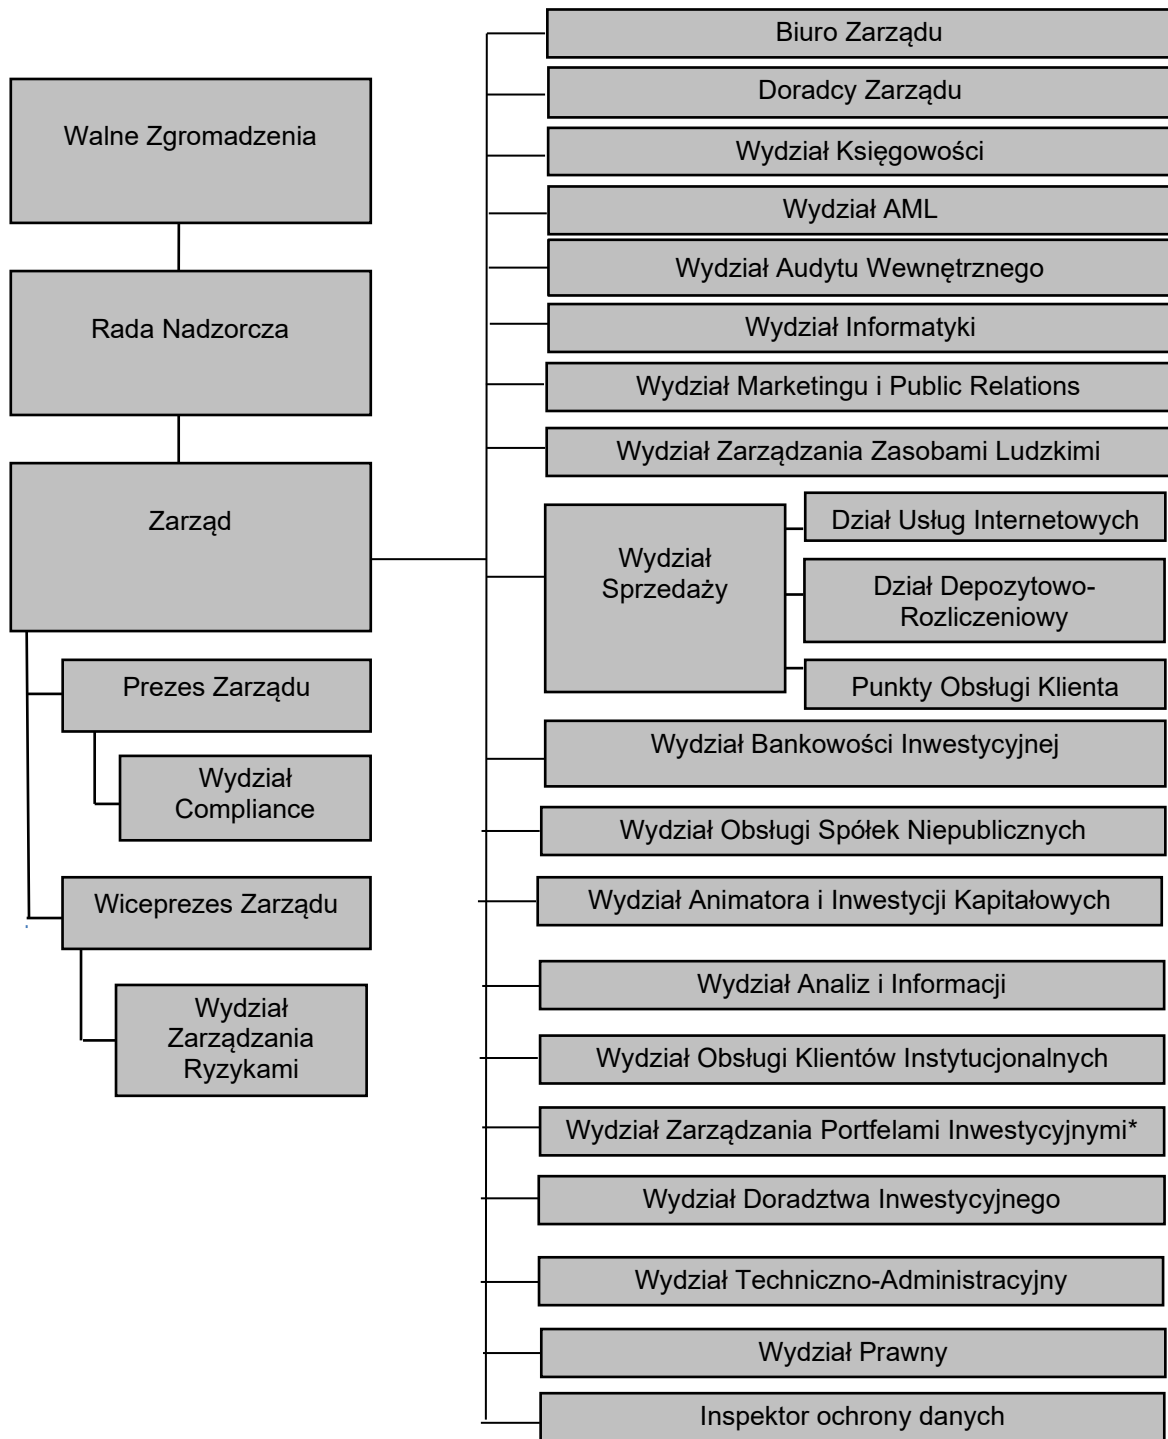 Walne Zgromadzenia
Rada Nadzorcza
Zarząd
Prezes Zarządu
Wydział
Compliance
Wiceprezes Zarządu
Wydział
Zarządzania
Ryzykami
Biuro Zarządu
Doradcy Zarządu
Wydział Księgowości
Wydział AML
Wydział Audytu Wewnętrznego
Wydział Informatyki
Wydział Marketingu i Public Relations
Wydział Zarządzania Zasobami Ludzkimi
Wydział
Sprzedaży
Dział Usług Internetowych
Dział Depozytowo-
Rozliczeniowy
Punkty Obsługi Klienta
Wydział Bankowości Inwestycyjnej
Wydział Obsługi Spółek Niepublicznych
Wydział Animatora i Inwestycji Kapitałowych
Wydział Analiz i Informacji
Wydział Obsługi Klientów Instytucjonalnych
Wydział Zarządzania Portfelami Inwestycyjnymi*
Wydział Doradztwa Inwestycyjnego
Wydział Techniczno-Administracyjny
Wydział Prawny
Inspektor ochrony danych